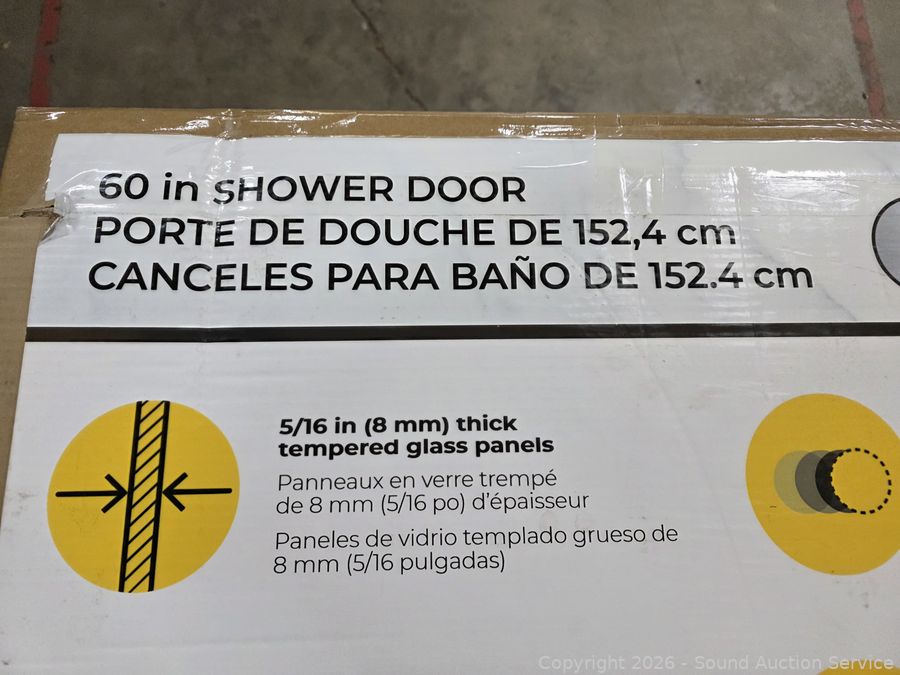 60 in SHOWER DOOR
PORTE DE DOUCHE DE 152,4 cm
CANCELES PARA BAÑO DE 152.4 cm
5/16 in (8 mm) thick
tempered glass panels
Panneaux en verre trempé
de 8 mm (5/16 po) d'épaisseur
Paneles de vidrio templado grueso de
8 mm (5/16 pulgadas)
Copyright 2026 - Sound Auction Service